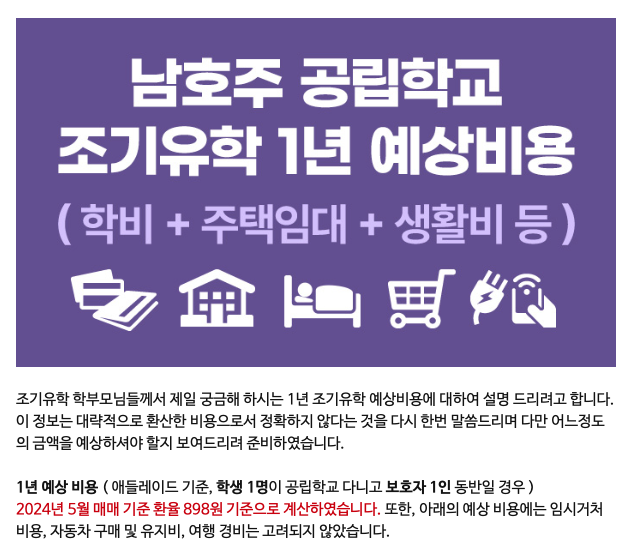 남호주 공립학교
조기유학 1년 예상비용
( 학비 + 주택임대 + 생활비 등 )
조기유학 학부모님들께서 제일 궁금해 하시는 1년 조기유학 예상비용에 대하여 설명 드리려고 합니다.
이 정보는 대략적으로 환산한 비용으로서 정확하지 않다는 것을 다시 한번 말씀드리며 다만 어느정도
의 금액을 예상하셔야 할지 보여드리려 준비하였습니다.
1년 예상 비용 ( 애들레이드 기준, 학생 1명이 공립학교 다니고 보호자 1인 동반일 경우 )
2024년 5월 매매 기준 환율 898원 기준으로 계산하였습니다. 또한, 아래의 예상 비용에는 임시거처
비용, 자동차 구매 및 유지비, 여행 경비는 고려되지 않았습니다.